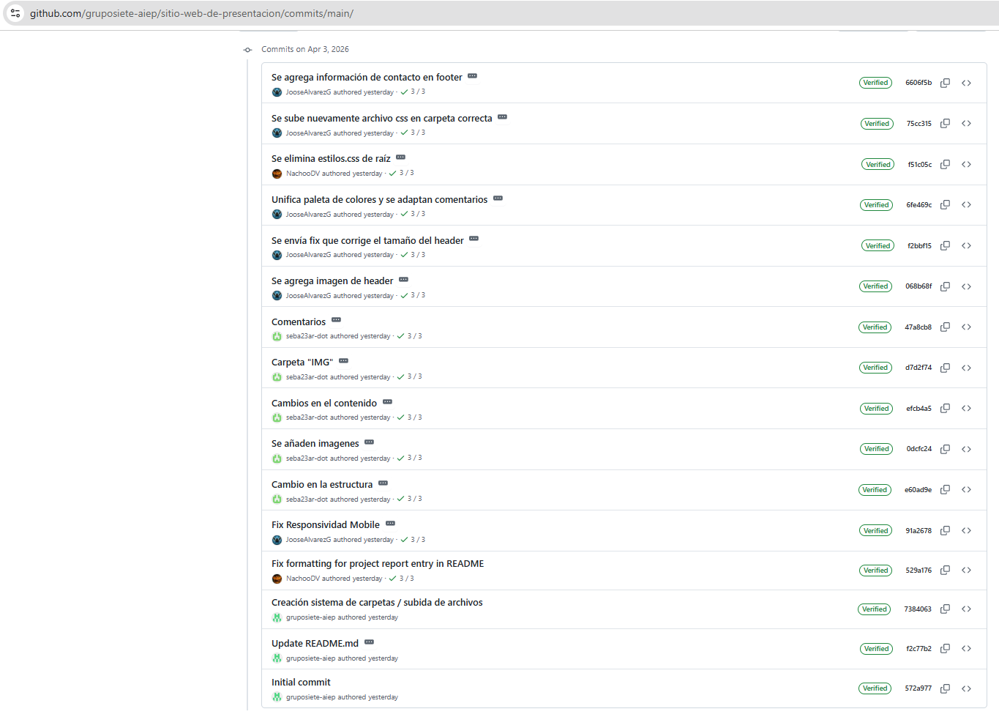 github.com/gruposiete-aiep/sitio-web-de-presentacion/commits/main/
Commits on Apr 3, 2026
Se agrega información de contacto en footer
Verified 6606f5b
JooseAlvarezG authored yesterday · 3 / 3
Se sube nuevamente archivo css en carpeta correcta
Verified 75cc315
JooseAlvarezG authored yesterday · 3 / 3
Se elimina estilos.css de raíz
Verified f51c05c
NachooDV authored yesterday · 3 / 3
Unifica paleta de colores y se adaptan comentarios
Verified 6fe469c
JooseAlvarezG authored yesterday · 3 / 3
Se envía fix que corrige el tamaño del header
Verified f2bbf15
JooseAlvarezG authored yesterday · 3 / 3
Se agrega imagen de header
Verified 068b68f
JooseAlvarezG authored yesterday · 3 / 3
Comentarios
Verified 47a8cb8
seba23ar-dot authored yesterday · 3 / 3
Carpeta "IMG"
Verified d7d2f74
seba23ar-dot authored yesterday · 3 / 3
Cambios en el contenido
Verified efcb4a5
seba23ar-dot authored yesterday · 3 / 3
Se añaden imagenes
Verified 0dcfc24
seba23ar-dot authored yesterday · 3 / 3
Cambio en la estructura
Verified e60ad9e
seba23ar-dot authored yesterday · 3 / 3
Fix Responsividad Mobile
Verified 91a2678
JooseAlvarezG authored yesterday · 3 / 3
Fix formatting for project report entry in README
Verified 529a176
NachooDV authored yesterday · 3 / 3
Creación sistema de carpetas / subida de archivos
Verified 7384063
gruposiete-aiep authored yesterday
Update README.md
Verified f2c77b2
gruposiete-aiep authored yesterday
Initial commit
Verified 572a977
gruposiete-aiep authored yesterday